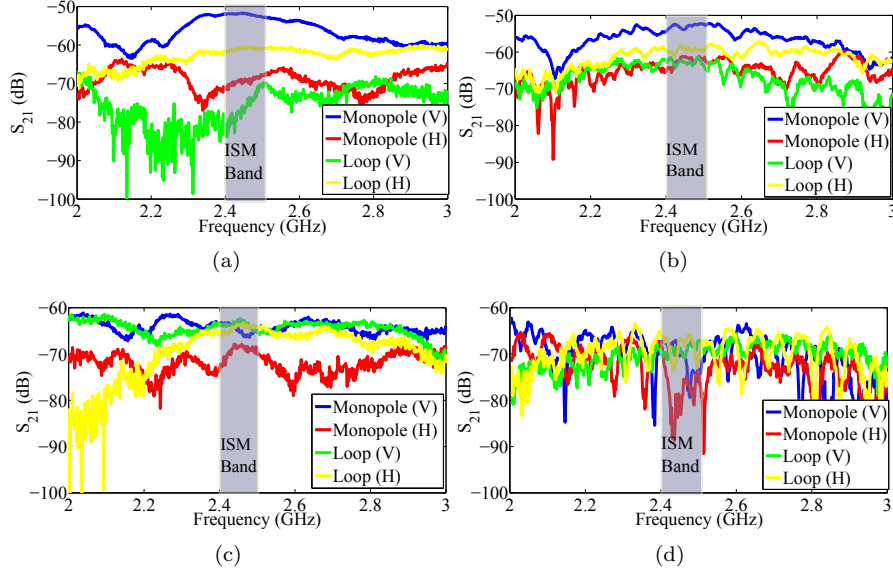 −50
−60
−70
−80
−90
−100
S21 (dB)
ISM
Band
Monopole (V)
Monopole (H)
Loop (V)
Loop (H)
2
2.2
2.4
2.6
2.8
3
Frequency (GHz)
(a)
−50
−60
−70
−80
−90
−100
S21 (dB)
ISM
Band
Monopole (V)
Monopole (H)
Loop (V)
Loop (H)
2
2.2
2.4
2.6
2.8
3
Frequency (GHz)
(b)
−60
−70
−80
−90
−100
S21 (dB)
ISM
Band
Monopole (V)
Monopole (H)
Loop (V)
Loop (H)
2
2.2
2.4
2.6
2.8
3
Frequency (GHz)
(c)
−60
−70
−80
−90
−100
S21 (dB)
ISM
Band
Monopole (V)
Monopole (H)
Loop (V)
Loop (H)
2
2.2
2.4
2.6
2.8
3
Frequency (GHz)
(d)